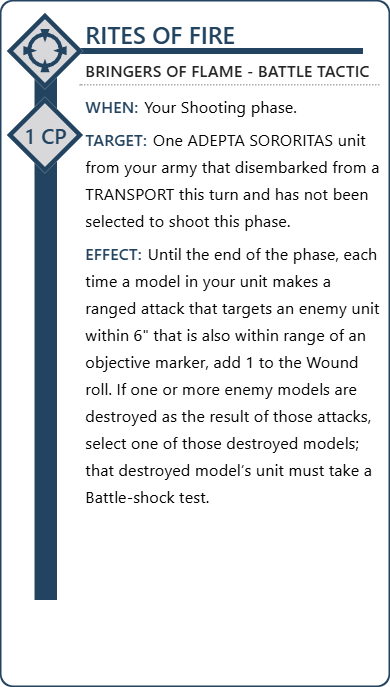 RITES OF FIRE
BRINGERS OF FLAME - BATTLE TACTIC
1 CP
WHEN: Your Shooting phase.
TARGET: One ADEPTA SORORITAS unit
from your army that disembarked from a
TRANSPORT this turn and has not been
selected to shoot this phase.
EFFECT: Until the end of the phase, each
time a model in your unit makes a
ranged attack that targets an enemy unit
within 6" that is also within range of an
objective marker, add 1 to the Wound
roll. If one or more enemy models are
destroyed as the result of those attacks,
select one of those destroyed models;
that destroyed model's unit must take a
Battle-shock test.